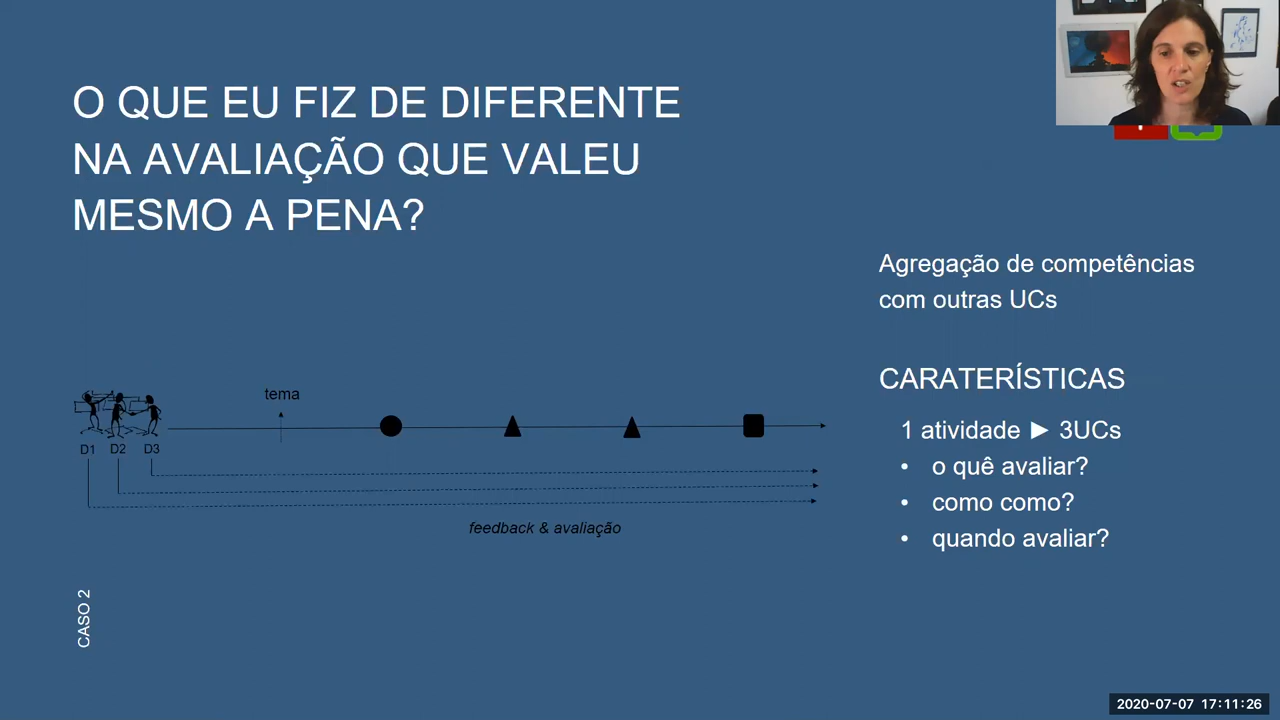 O QUE EU FIZ DE DIFERENTE
NA AVALIAÇÃO QUE VALEU
MESMO A PENA?
Agregação de competências
com outras UCs
CARATERÍSTICAS
1 atividade ► 3UCs
• o quê avaliar?
• como como?
• quando avaliar?
tema
D1 D2 D3
feedback & avaliação
CASO 2
2020-07-07 17:11:26